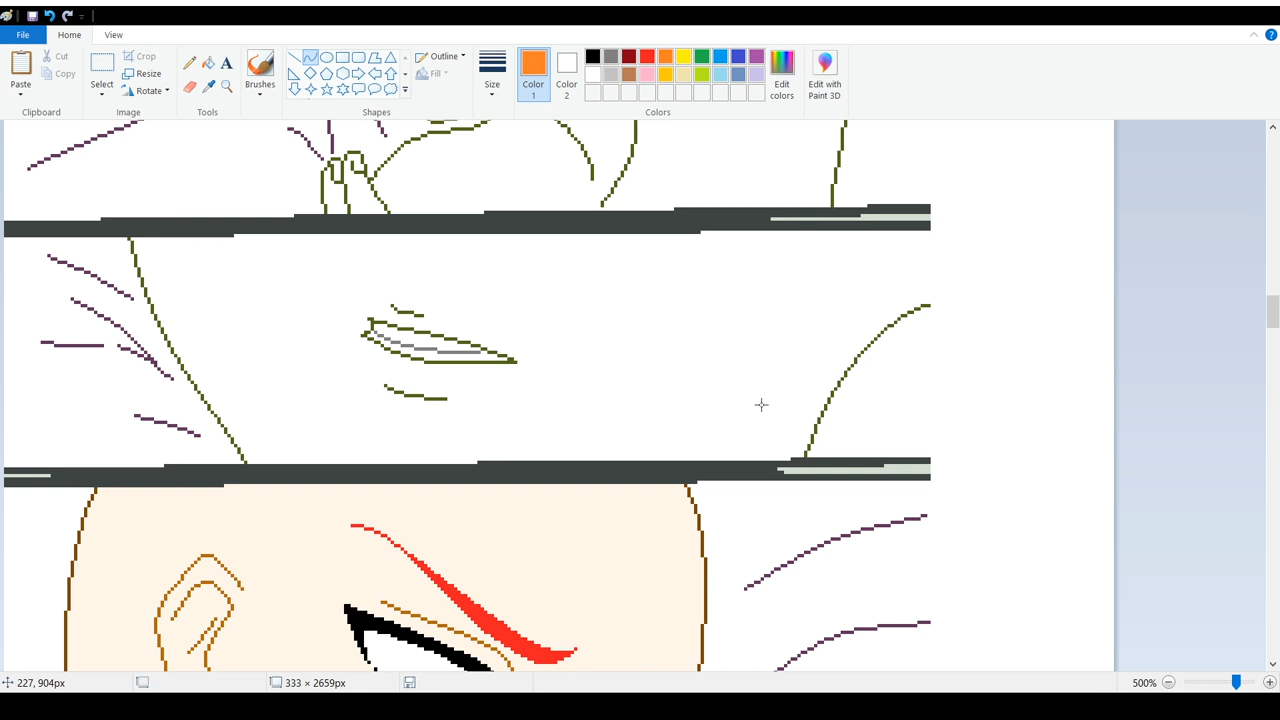 File
Home
View
Paste
Cut
Copy
Clipboard
Select
Crop
Resize
Rotate
Image
Tools
Brushes
Outline
Fill
Shapes
Size
Color 1
Color 2
Edit colors
Colors
Edit with Paint 3D
227, 904px
333 × 2659px
500%